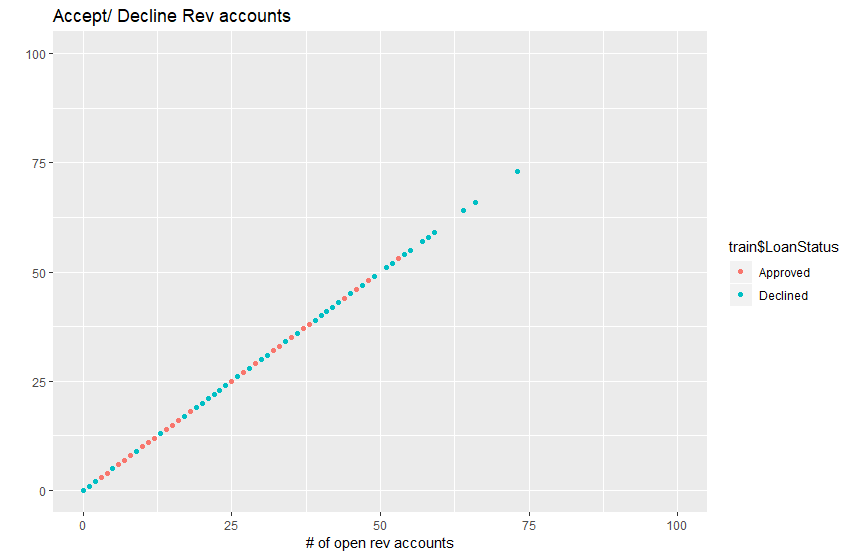 Accept/ Decline Rev accounts
100
75
50
25
0
0 25 50 75 100
# of open rev accounts
train$LoanStatus
Approved
Declined